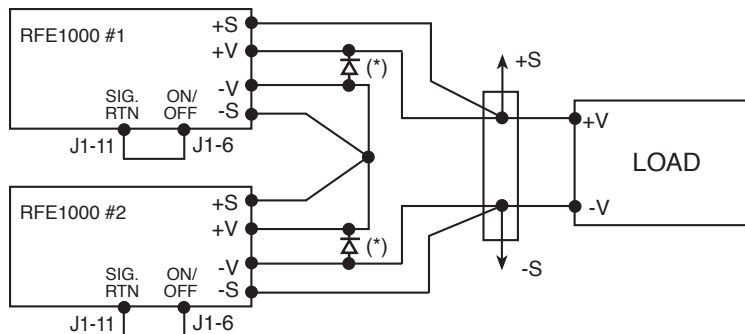 RFE1000 #1
+S
+V
-V
-S
(*)
SIG. RTN
ON/ OFF
J1-11
J1-6
+S
+V
-V
LOAD
-S
RFE1000 #2
+S
+V
-V
-S
(*)
SIG. RTN
ON/ OFF
J1-11
J1-6